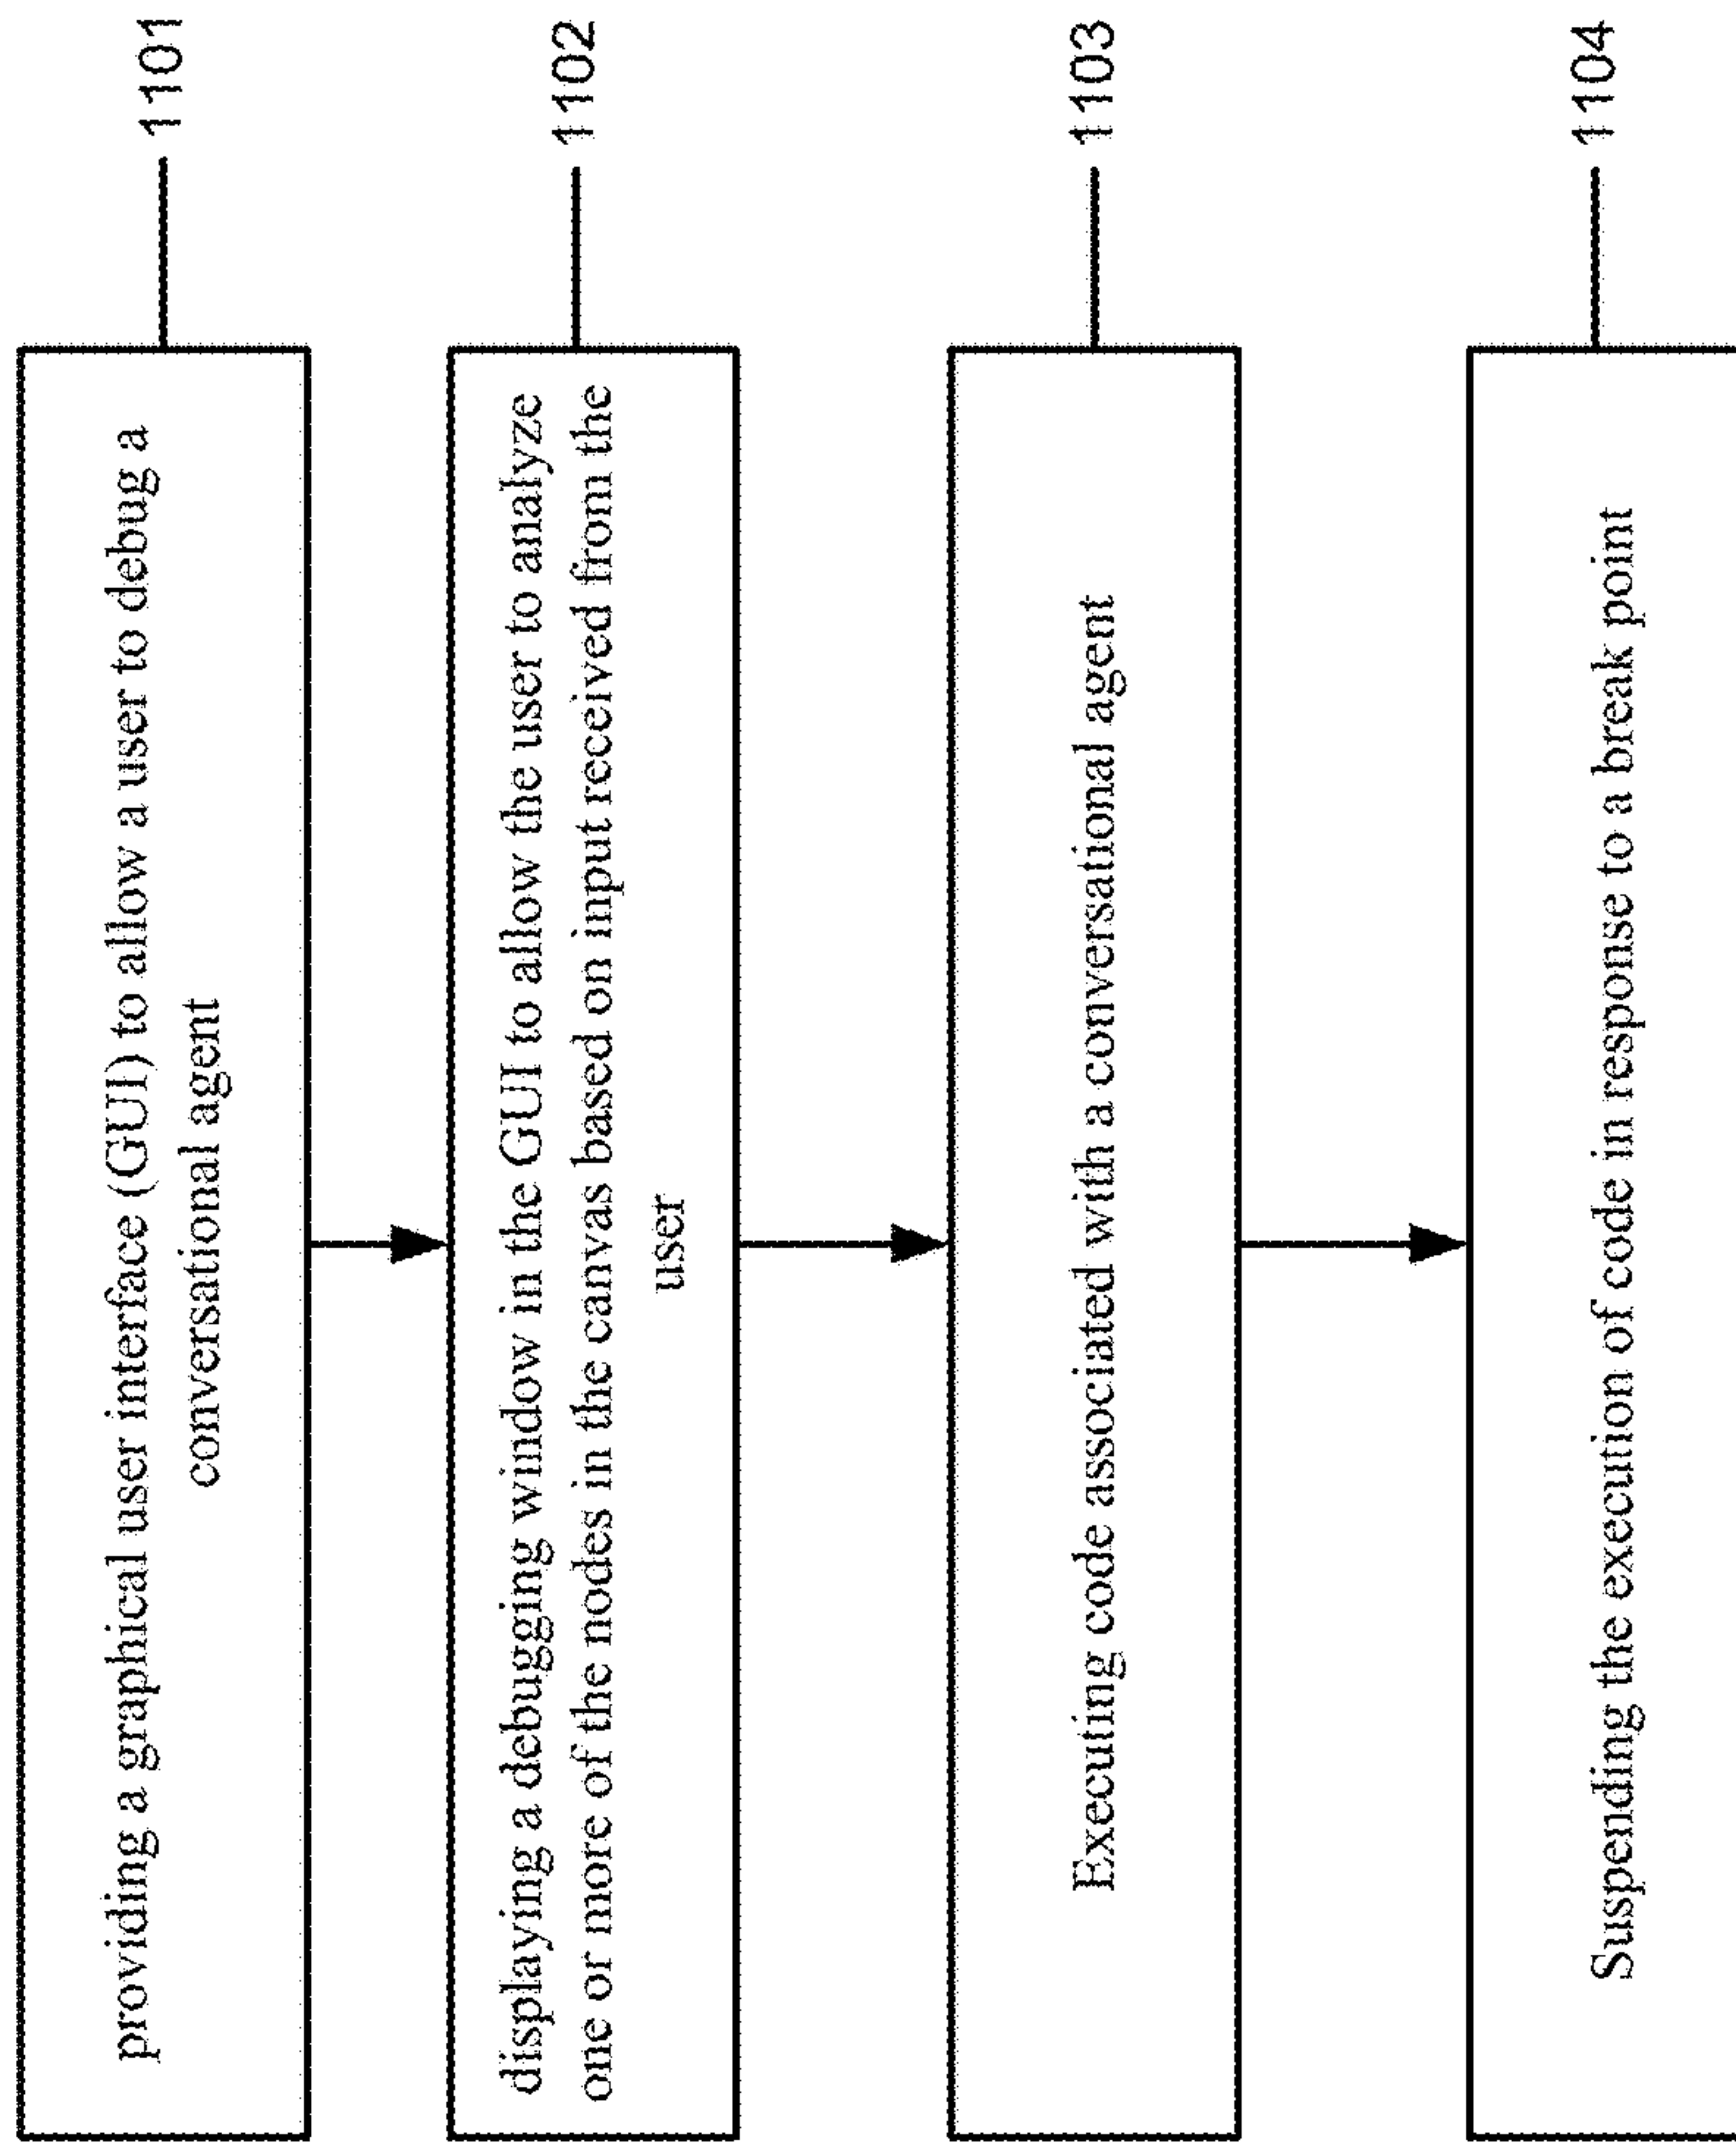 providing a graphical user interface (GUI) to allow a user to debug a
conversational agent
1101
displaying a debugging window in the GUI to allow the user to analyze
one or more of the nodes in the canvas based on input received from the
user
1102
Executing code associated with a conversational agent
1103
Suspending the execution of code in response to a break point
1104